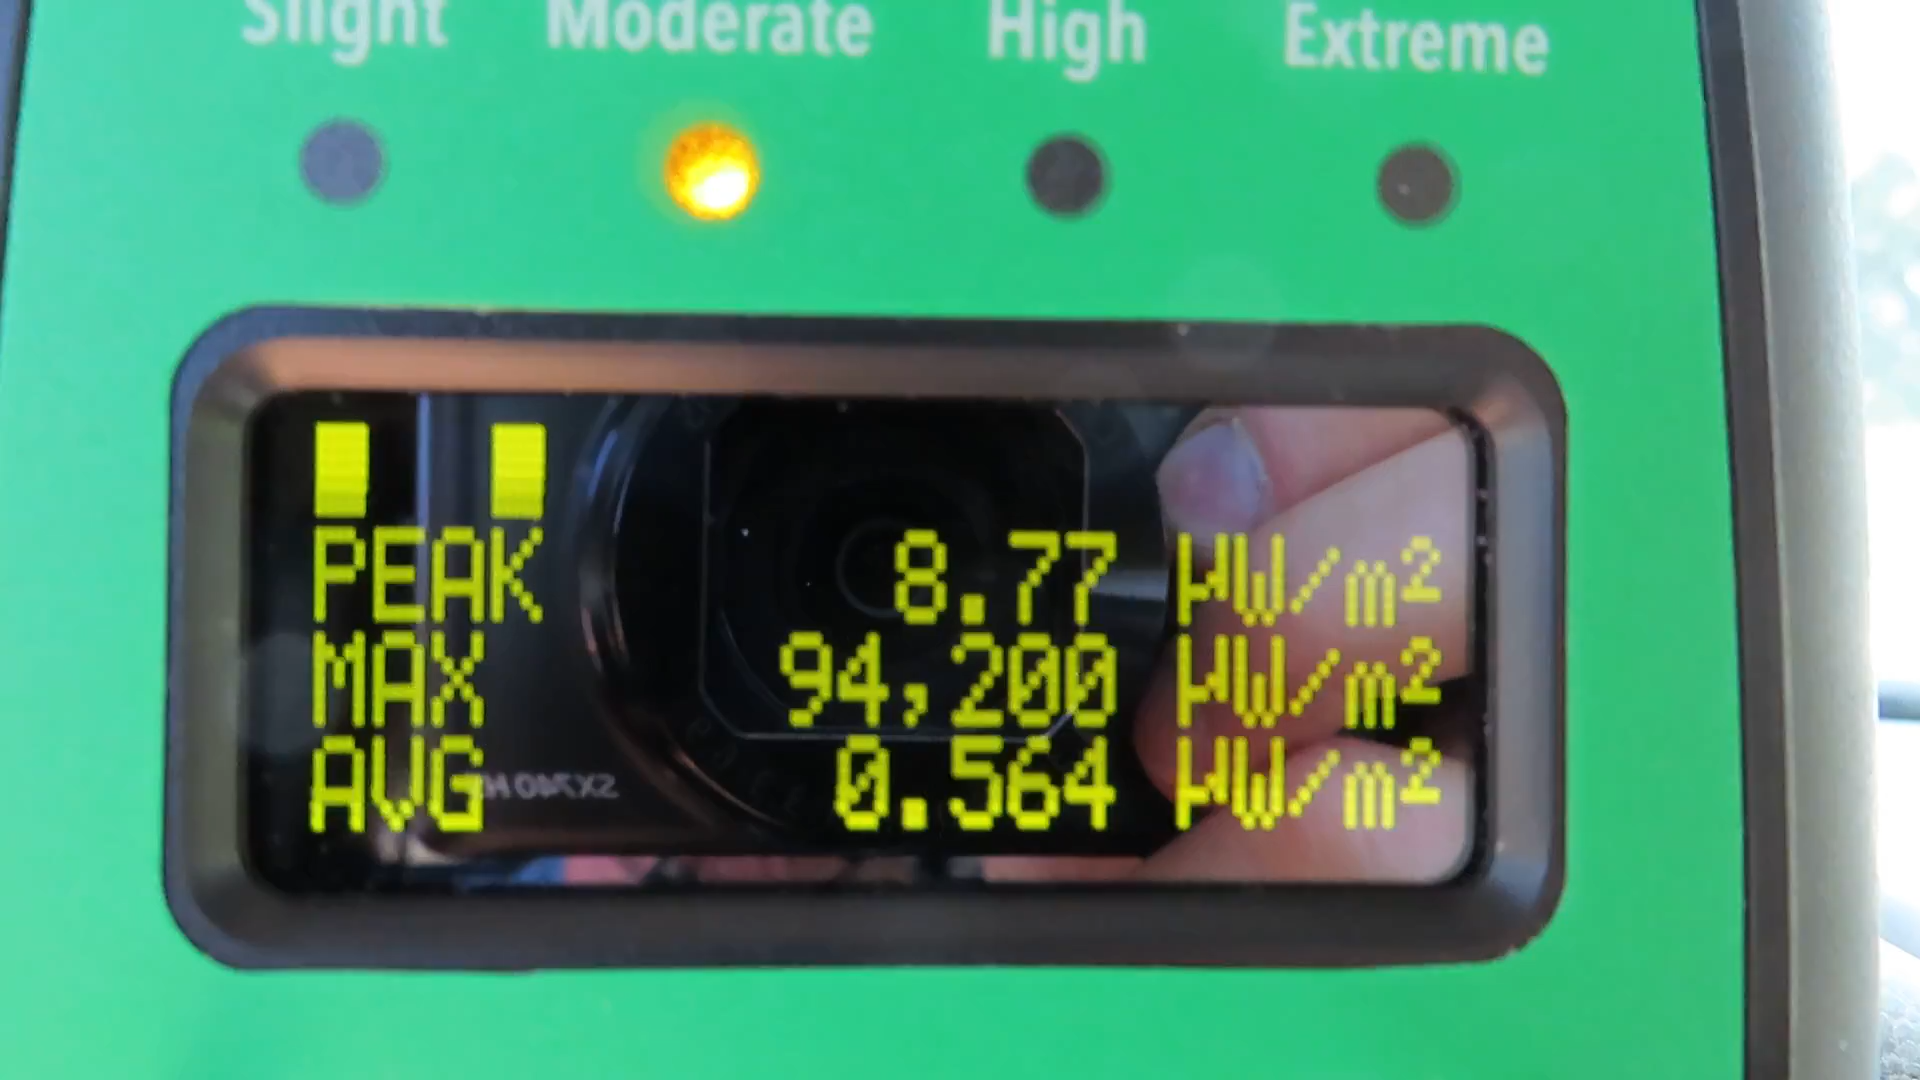 Slight Moderate High Extreme
PEAK 8.77 µW/m²
MAX 94,200 µW/m²
AVG 0.564 µW/m²